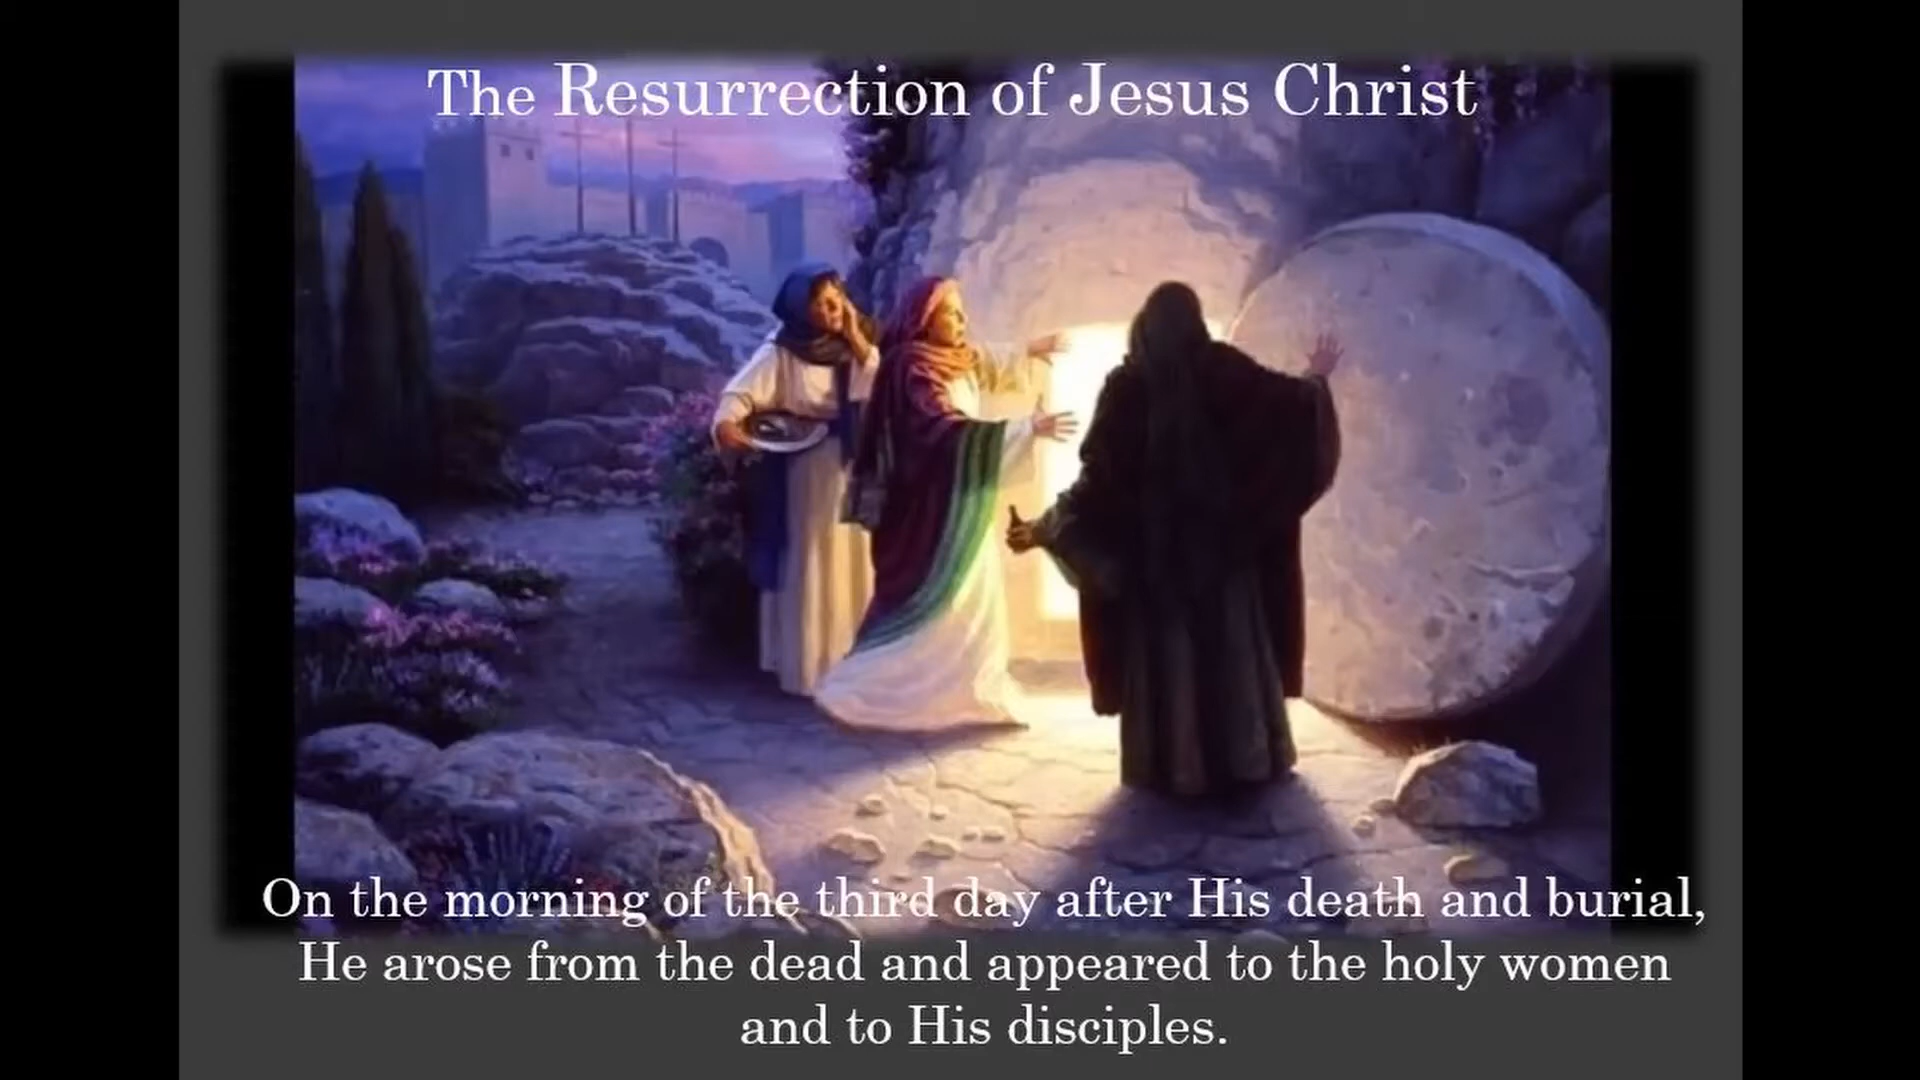 The Resurrection of Jesus Christ
On the morning of the third day after His death and burial,
He arose from the dead and appeared to the holy women
and to His disciples.